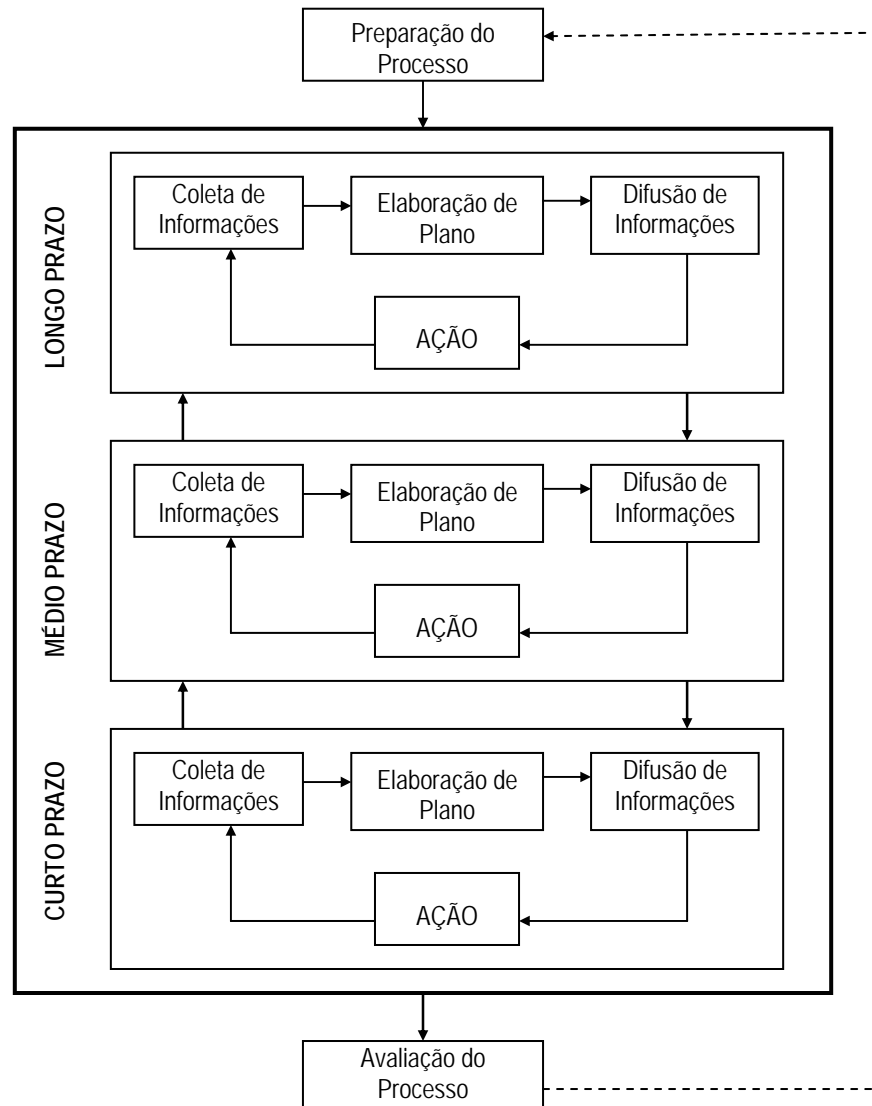 Preparação do
Processo
LONGO PRAZO
Coleta de
Informações
Elaboração de
Plano
Difusão de
Informações
AÇÃO
MÉDIO PRAZO
Coleta de
Informações
Elaboração de
Plano
Difusão de
Informações
AÇÃO
CURTO PRAZO
Coleta de
Informações
Elaboração de
Plano
Difusão de
Informações
AÇÃO
Avaliação do
Processo